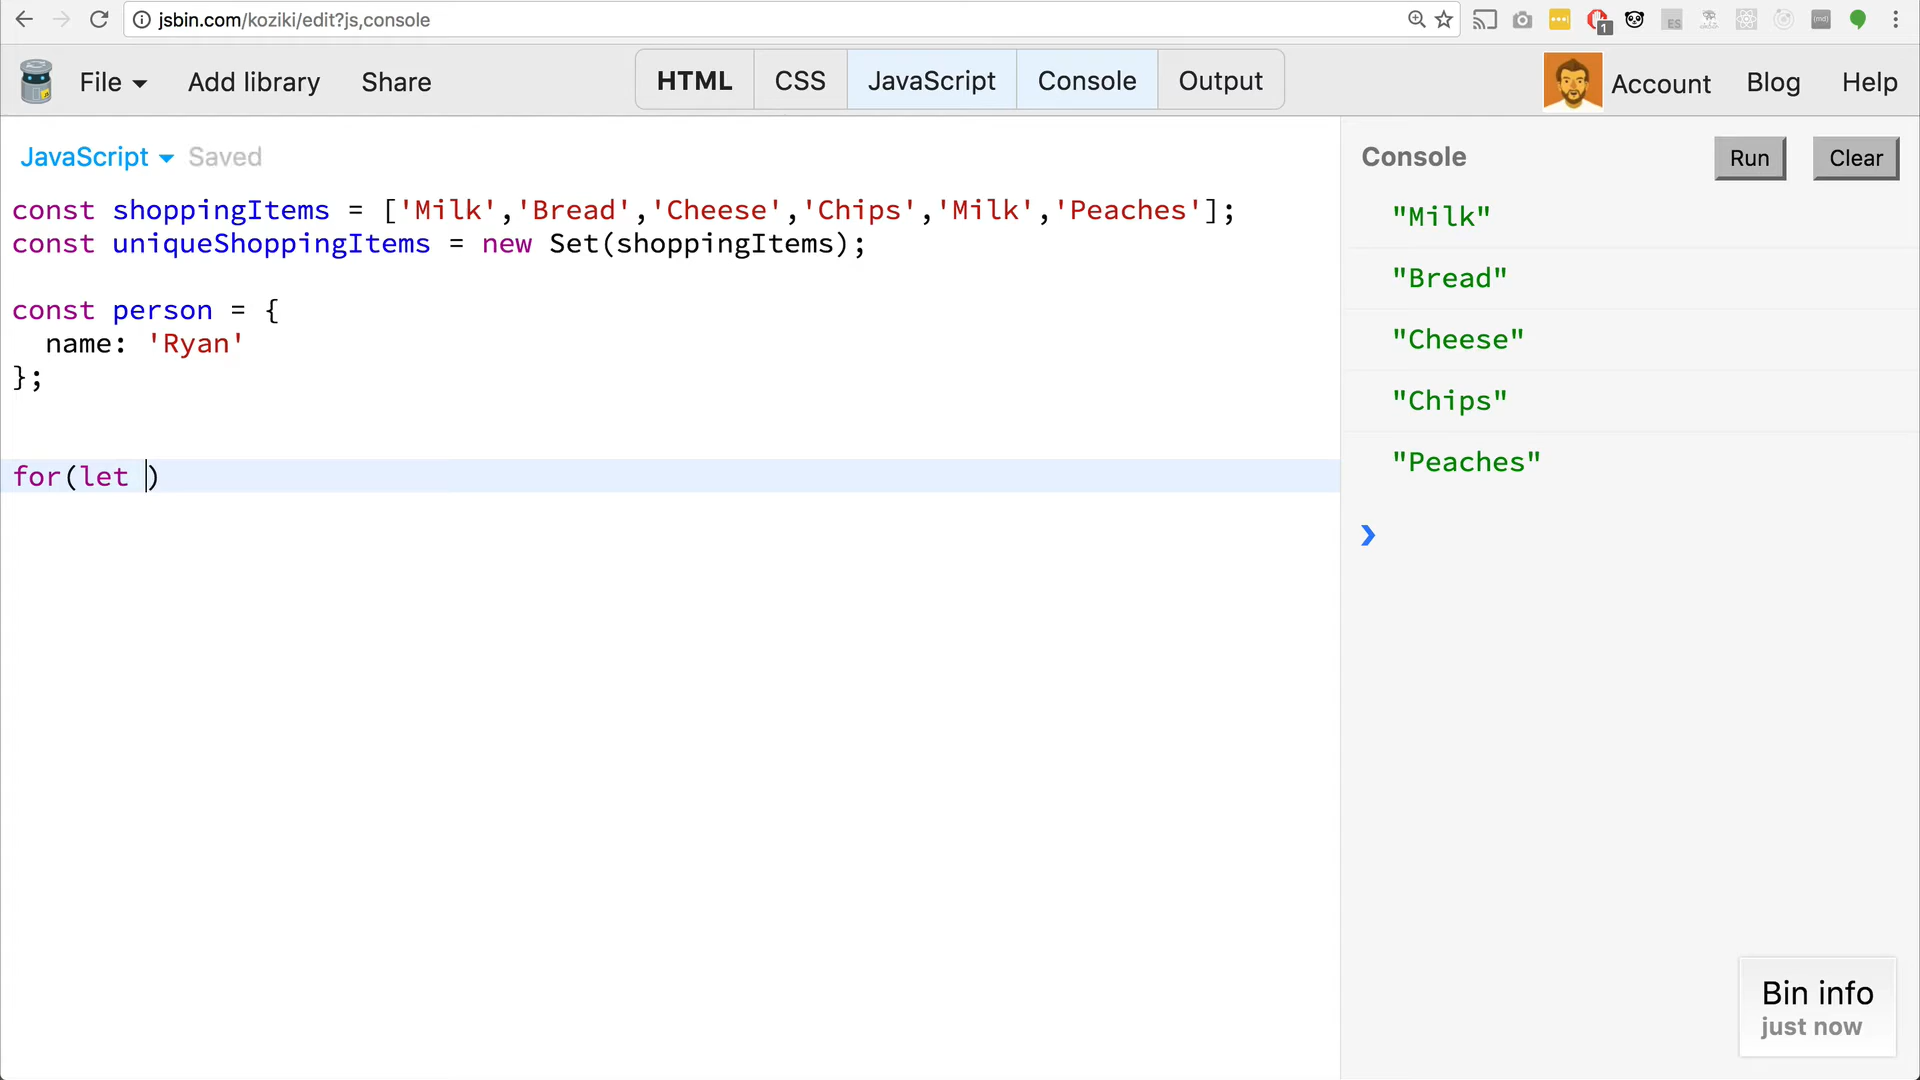 jsbin.com/koziki/edit?js,console
1
ES
File
Add library
Share
HTML
CSS
JavaScript
Console
Output
Account
Blog
Help
JavaScript
Saved
const shoppingItems = ['Milk','Bread','Cheese','Chips','Milk','Peaches'];
const uniqueShoppingItems = new Set(shoppingItems);
const person = {
name: 'Ryan'
};
for(let )
Console
Run
Clear
"Milk"
"Bread"
"Cheese"
"Chips"
"Peaches"
Bin info
just now